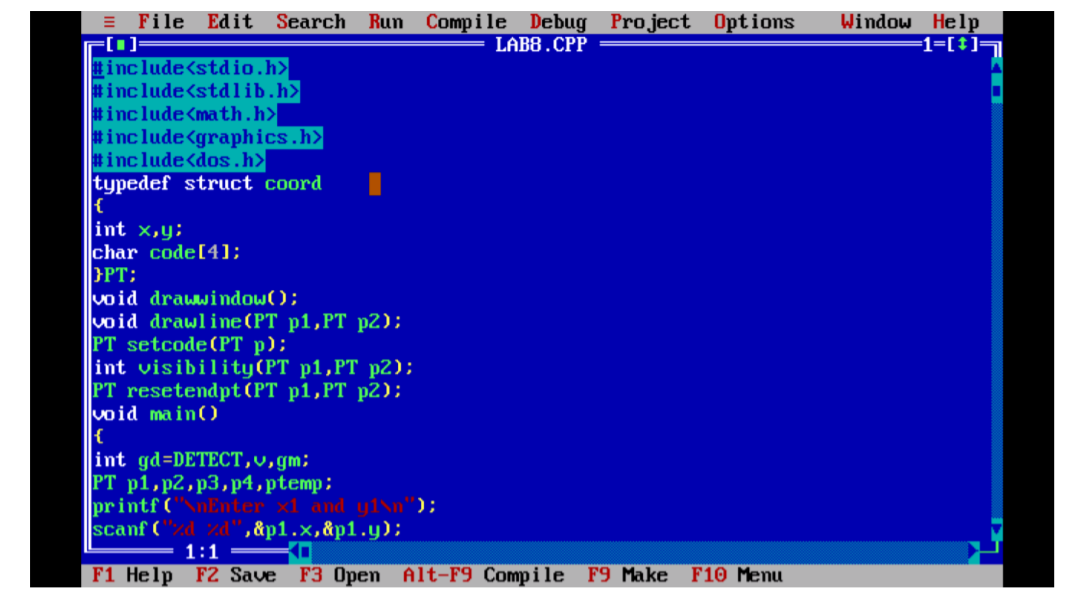 ≡ File Edit Search Run Compile Debug Project Options Window Help
[■] LAB8.CPP 1=[↕]
#include<stdio.h>
#include<stdlib.h>
#include<math.h>
#include<graphics.h>
#include<dos.h>
typedef struct coord
{
int x,y;
char code[4];
}PT;
void drawwindow();
void drawline(PT p1,PT p2);
PT setcode(PT p);
int visibility(PT p1,PT p2);
PT resetendpt(PT p1,PT p2);
void main()
{
int gd=DETECT,v,gm;
PT p1,p2,p3,p4,ptemp;
printf("\nEnter x1 and y1\n");
scanf("%d %d",&p1.x,&p1.y);
1:1
F1 Help F2 Save F3 Open Alt-F9 Compile F9 Make F10 Menu